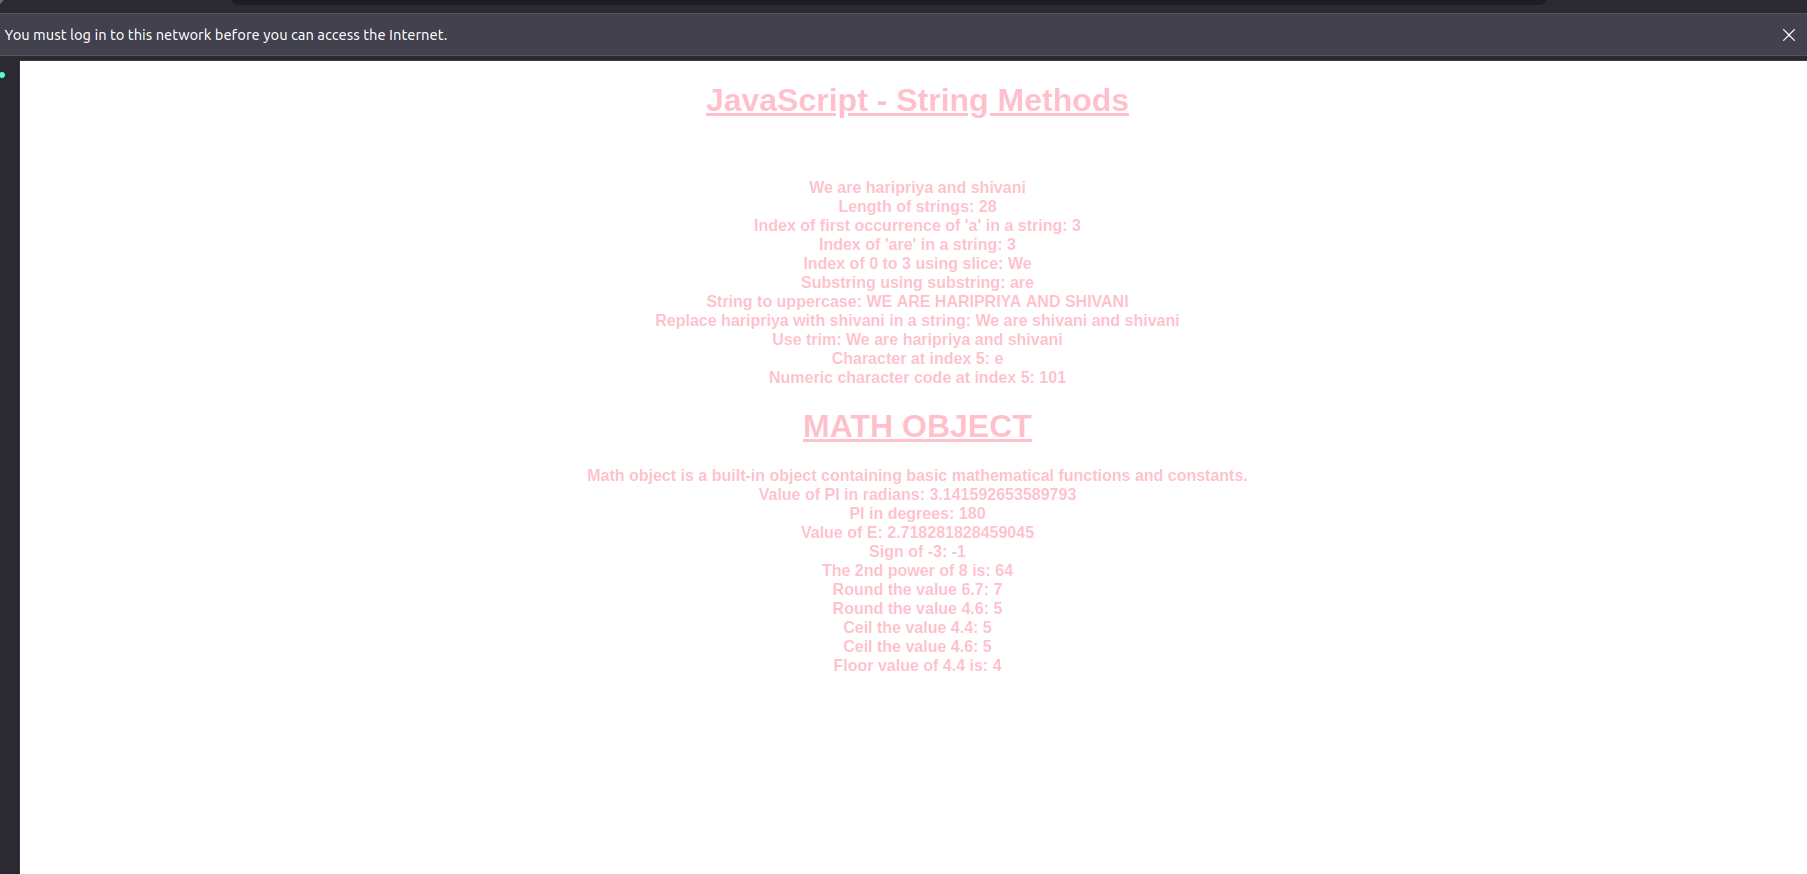 You must log in to this network before you can access the Internet.
JavaScript - String Methods
We are haripriya and shivani
Length of strings: 28
Index of first occurrence of 'a' in a string: 3
Index of 'are' in a string: 3
Index of 0 to 3 using slice: We
Substring using substring: are
String to uppercase: WE ARE HARIPRIYA AND SHIVANI
Replace haripriya with shivani in a string: We are shivani and shivani
Use trim: We are haripriya and shivani
Character at index 5: e
Numeric character code at index 5: 101
MATH OBJECT
Math object is a built-in object containing basic mathematical functions and constants.
Value of PI in radians: 3.141592653589793
PI in degrees: 180
Value of E: 2.718281828459045
Sign of -3: -1
The 2nd power of 8 is: 64
Round the value 6.7: 7
Round the value 4.6: 5
Ceil the value 4.4: 5
Ceil the value 4.6: 5
Floor value of 4.4 is: 4